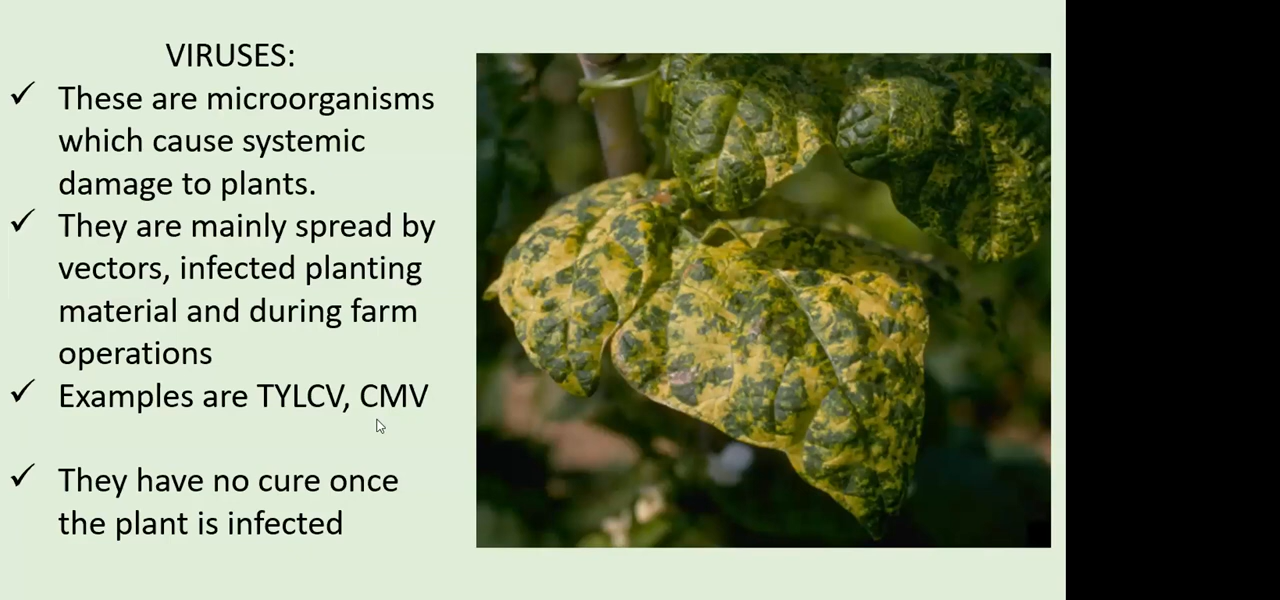 VIRUSES:
✓ These are microorganisms
which cause systemic
damage to plants.
✓ They are mainly spread by
vectors, infected planting
material and during farm
operations
✓ Examples are TYLCV, CMV
✓ They have no cure once
the plant is infected